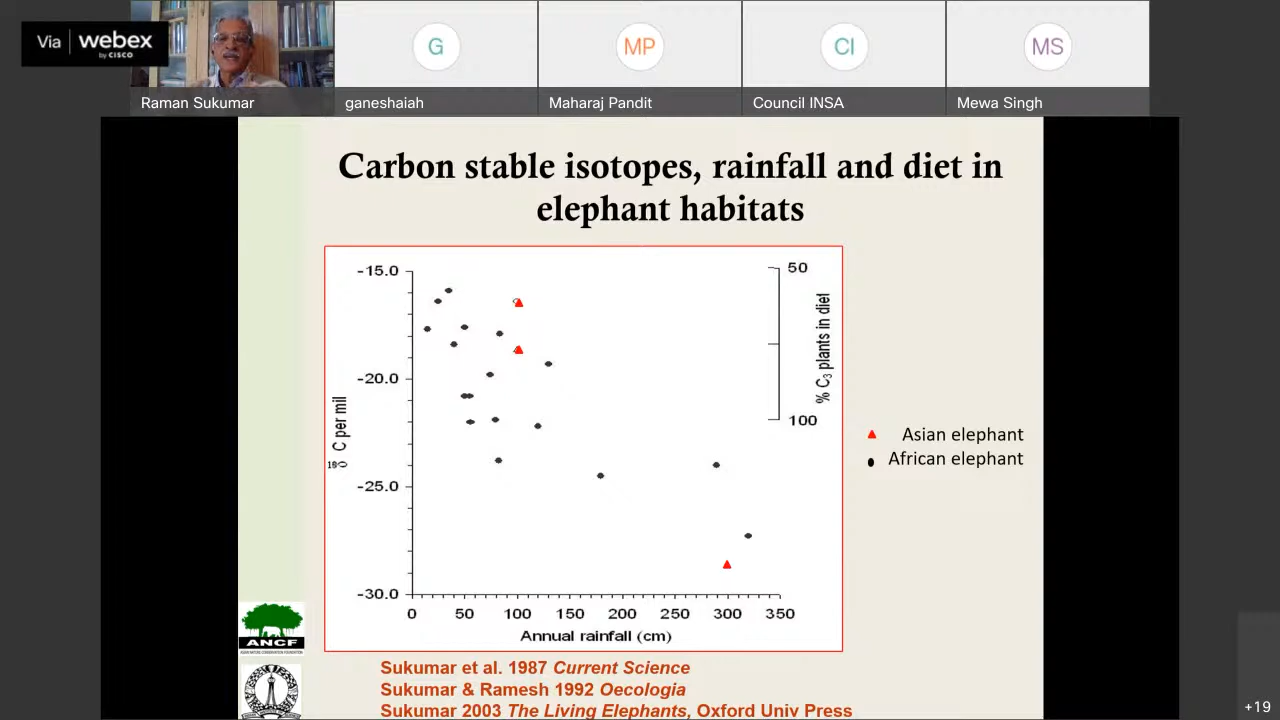 Via webex
by CISCO
G
MP
CI
MS
Raman Sukumar
ganeshaiah
Maharaj Pandit
Council INSA
Mewa Singh
Carbon stable isotopes, rainfall and diet in
elephant habitats
-15.0
-20.0
-25.0
-30.0
C per mil
50
100
% C3 plants in diet
Asian elephant
African elephant
0 50 100 150 200 250 300 350
Annual rainfall (cm)
ANCF
Sukumar et al. 1987 Current Science
Sukumar & Ramesh 1992 Oecologia
Sukumar 2003 The Living Elephants, Oxford Univ Press
+19